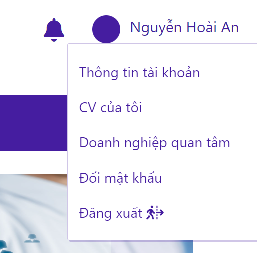 Nguyễn Hoài An
Thông tin tài khoản
CV của tôi
Doanh nghiệp quan tâm
Đổi mật khẩu
Đăng xuất